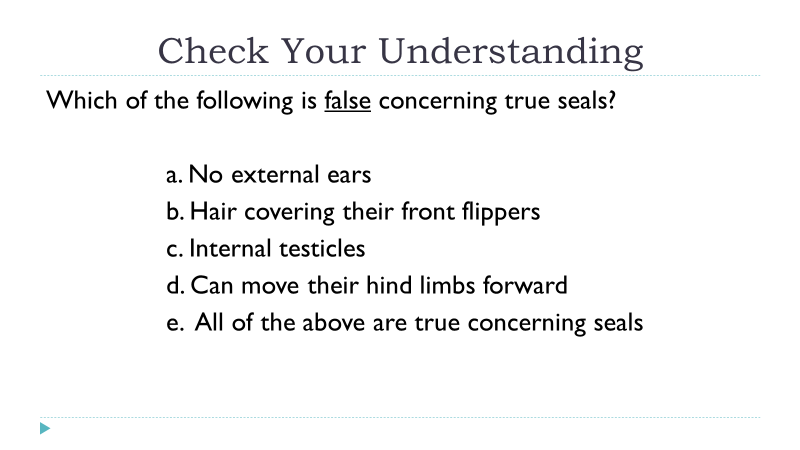 Check Your Understanding
Which of the following is false concerning true seals?
a. No external ears
b. Hair covering their front flippers
c. Internal testicles
d. Can move their hind limbs forward
e. All of the above are true concerning seals